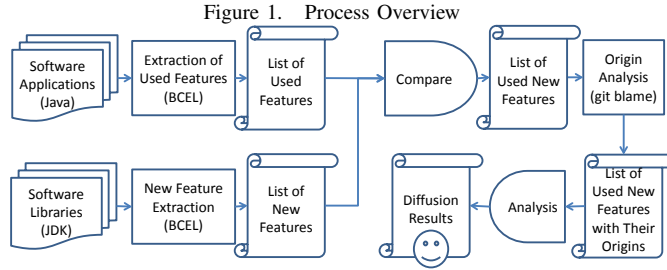 Figure 1. Process Overview
Software
Applications
(Java)
Extraction of
Used Features
(BCEL)
List of
Used
Features
Compare
List of
Used New
Features
Origin
Analysis
(git blame)
Software
Libraries
(JDK)
New Feature
Extraction
(BCEL)
List of
New
Features
Diffusion
Results
Analysis
List of
Used New
Features
with Their
Origins